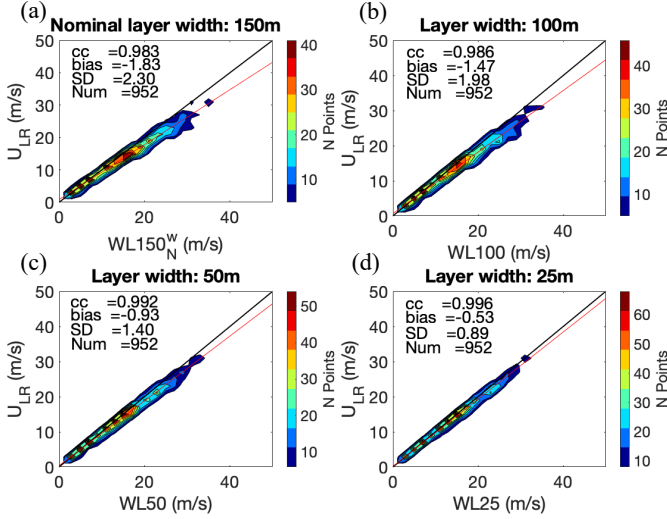 (a)
Nominal layer width: 150m
50
40
30
20
10
0
U_LR (m/s)
cc =0.983
bias =-1.83
SD =2.30
Num =952
0 20 40
WL150_N^w (m/s)
40
30
20
10
N Points
(b)
Layer width: 100m
50
40
30
20
10
0
U_LR (m/s)
cc =0.986
bias =-1.47
SD =1.98
Num =952
0 20 40
WL100 (m/s)
40
30
20
10
N Points
(c)
Layer width: 50m
50
40
30
20
10
0
U_LR (m/s)
cc =0.992
bias =-0.93
SD =1.40
Num =952
0 20 40
WL50 (m/s)
50
40
30
20
10
N Points
(d)
Layer width: 25m
50
40
30
20
10
0
U_LR (m/s)
cc =0.996
bias =-0.53
SD =0.89
Num =952
0 20 40
WL25 (m/s)
60
50
40
30
20
10
N Points